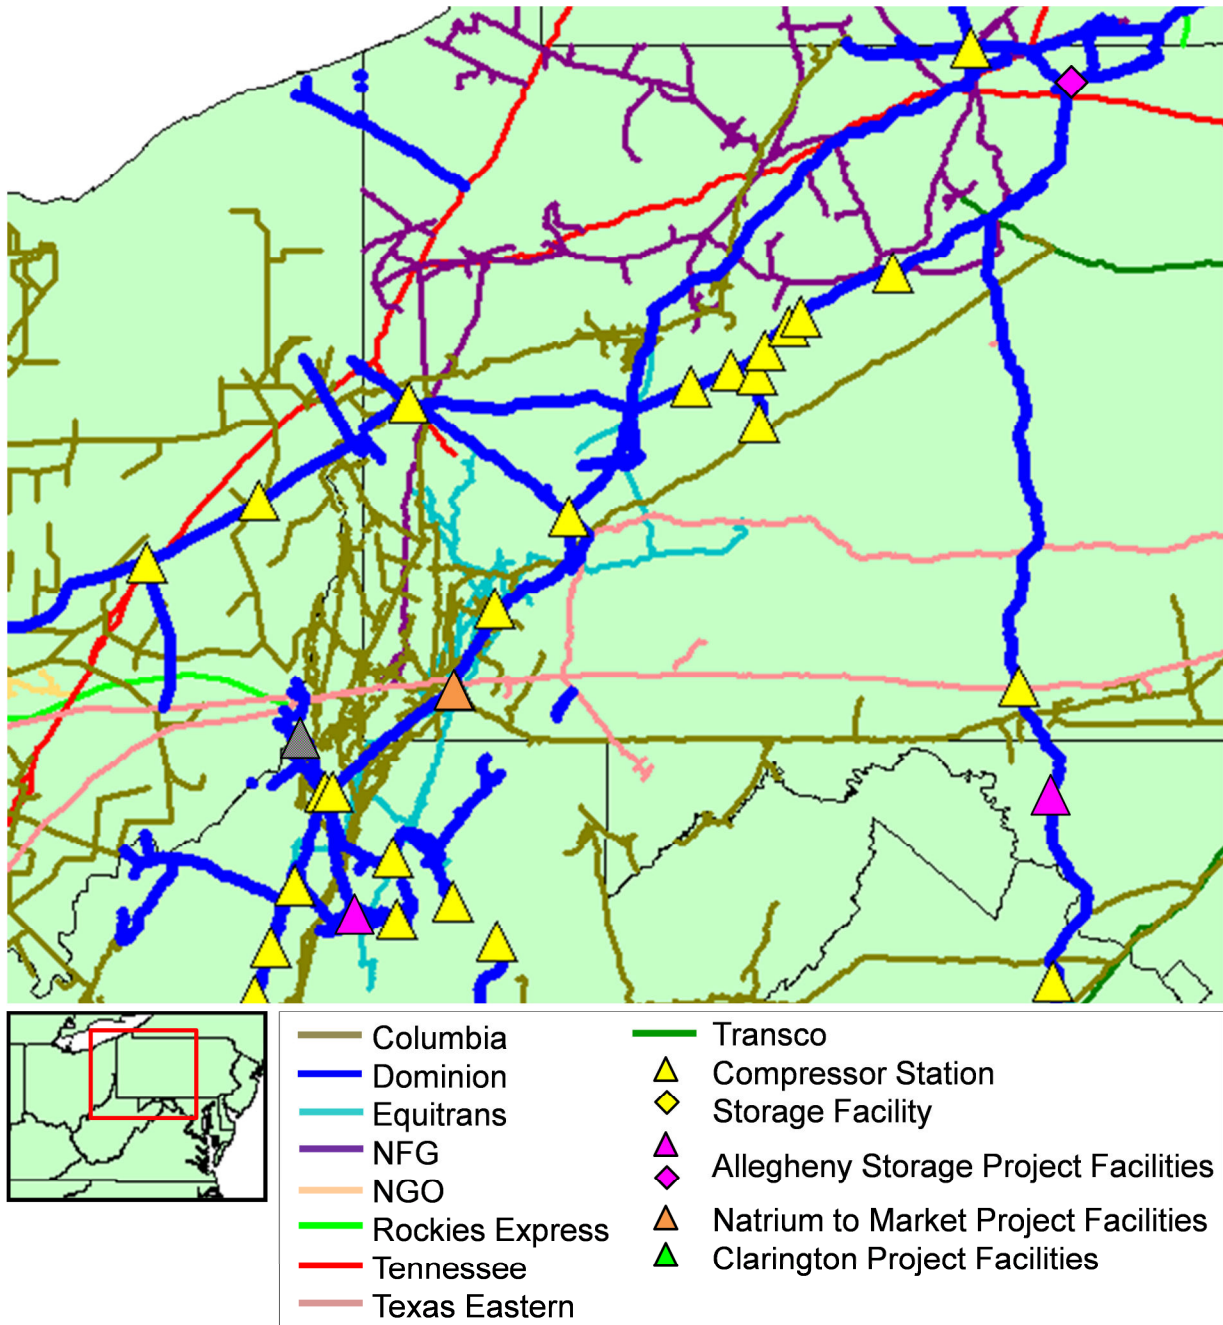 Columbia
Dominion
Equitrans
NFG
NGO
Rockies Express
Tennessee
Texas Eastern
Transco
Compressor Station
Storage Facility
Allegheny Storage Project Facilities
Natrium to Market Project Facilities
Clarington Project Facilities